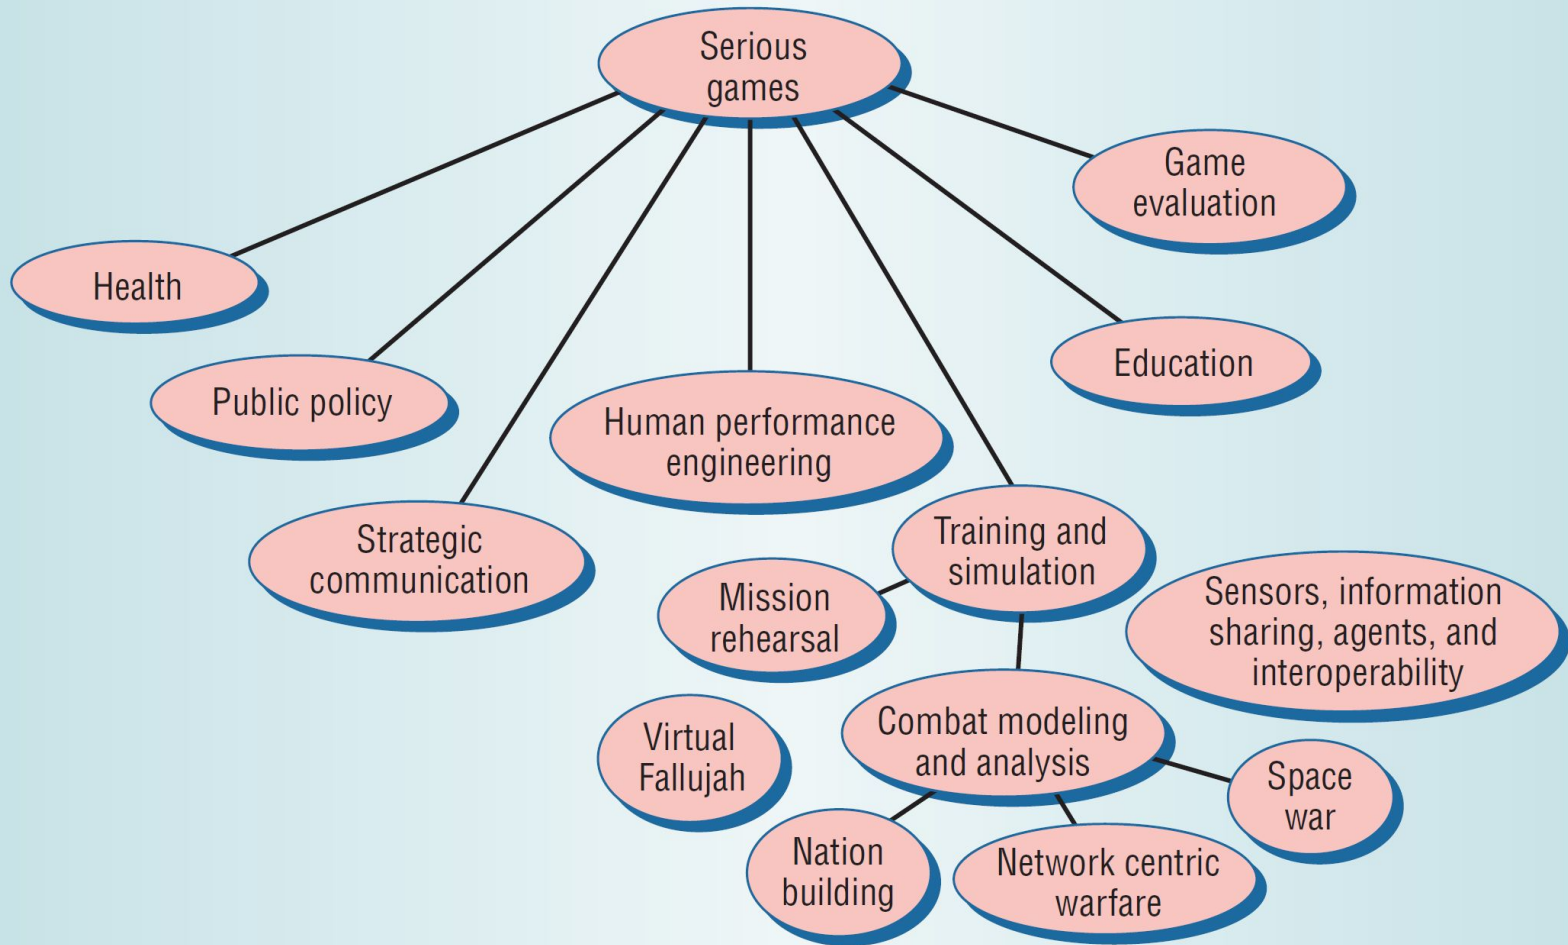 Serious
games
Game
evaluation
Health
Education
Public policy
Human performance
engineering
Strategic
communication
Training and
simulation
Mission
rehearsal
Sensors, information
sharing, agents, and
interoperability
Virtual
Fallujah
Combat modeling
and analysis
Space
war
Nation
building
Network centric
warfare